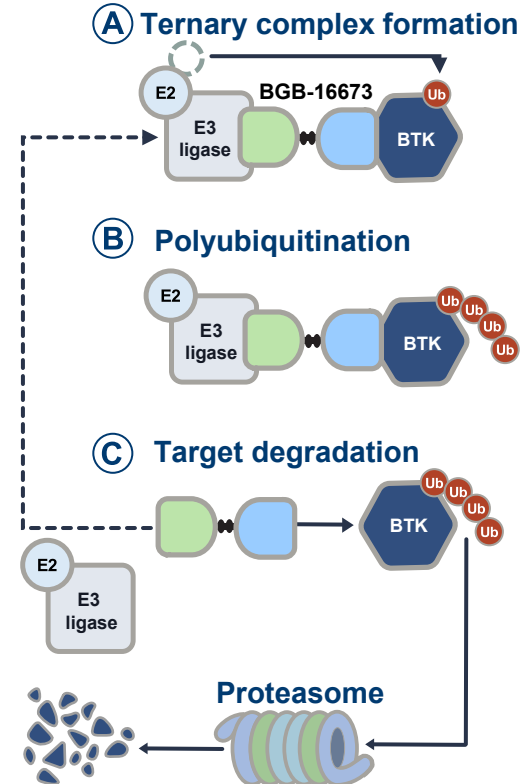 A Ternary complex formation
E2
BGB-16673
Ub
E3
ligase
BTK
B Polyubiquitination
E2
Ub
Ub
Ub
Ub
E3
ligase
BTK
C Target degradation
Ub
Ub
Ub
Ub
BTK
E2
E3
ligase
Proteasome